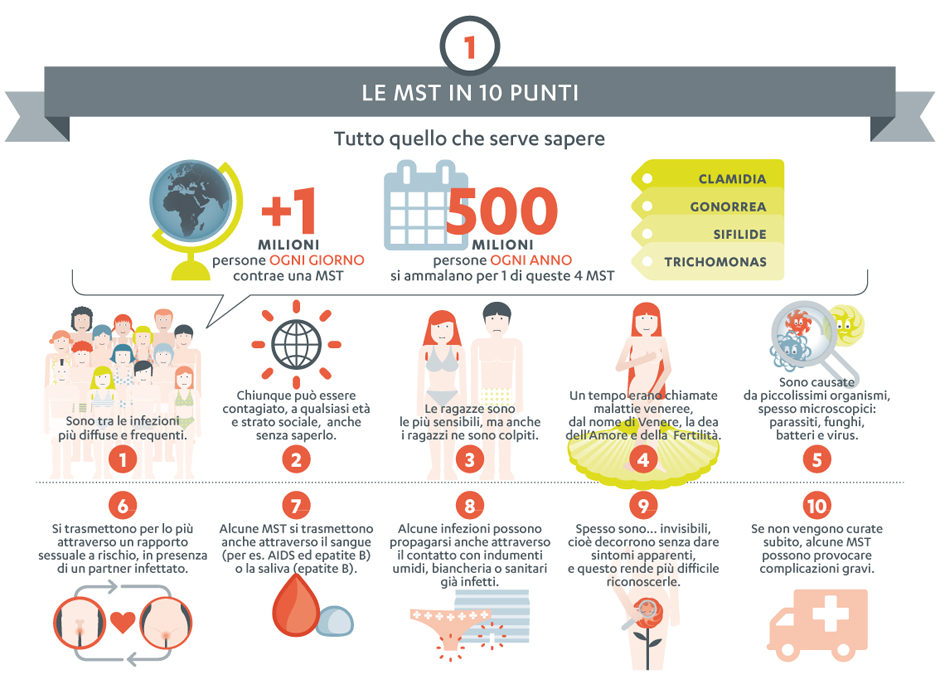 1
LE MST IN 10 PUNTI
Tutto quello che serve sapere
+1
MILIONI
persone OGNI GIORNO
contrae una MST
500
MILIONI
persone OGNI ANNO
si ammalano per 1 di queste 4 MST
CLAMIDIA
GONORREA
SIFILIDE
TRICHOMONAS
Sono tra le infezioni
più diffuse e frequenti.
1
Chiunque può essere
contagiato, a qualsiasi età
e strato sociale, anche
senza saperlo.
2
Le ragazze sono
le più sensibili, ma anche
i ragazzi ne sono colpiti.
3
Un tempo erano chiamate
malattie veneree,
dal nome di Venere, la dea
dell'Amore e della Fertilità.
4
Sono causate
da piccolissimi organismi,
spesso microscopici:
parassiti, funghi,
batteri e virus.
5
6
Si trasmettono per lo più
attraverso un rapporto
sessuale a rischio, in presenza
di un partner infettato.
7
Alcune MST si trasmettono
anche attraverso il sangue
(per es. AIDS ed epatite B)
o la saliva (epatite B).
8
Alcune infezioni possono
propagarsi anche attraverso
il contatto con indumenti
umidi, biancheria o sanitari
già infetti.
9
Spesso sono... invisibili,
cioè decorrono senza dare
sintomi apparenti,
e questo rende più difficile
riconoscerle.
10
Se non vengono curate
subito, alcune MST
possono provocare
complicazioni gravi.